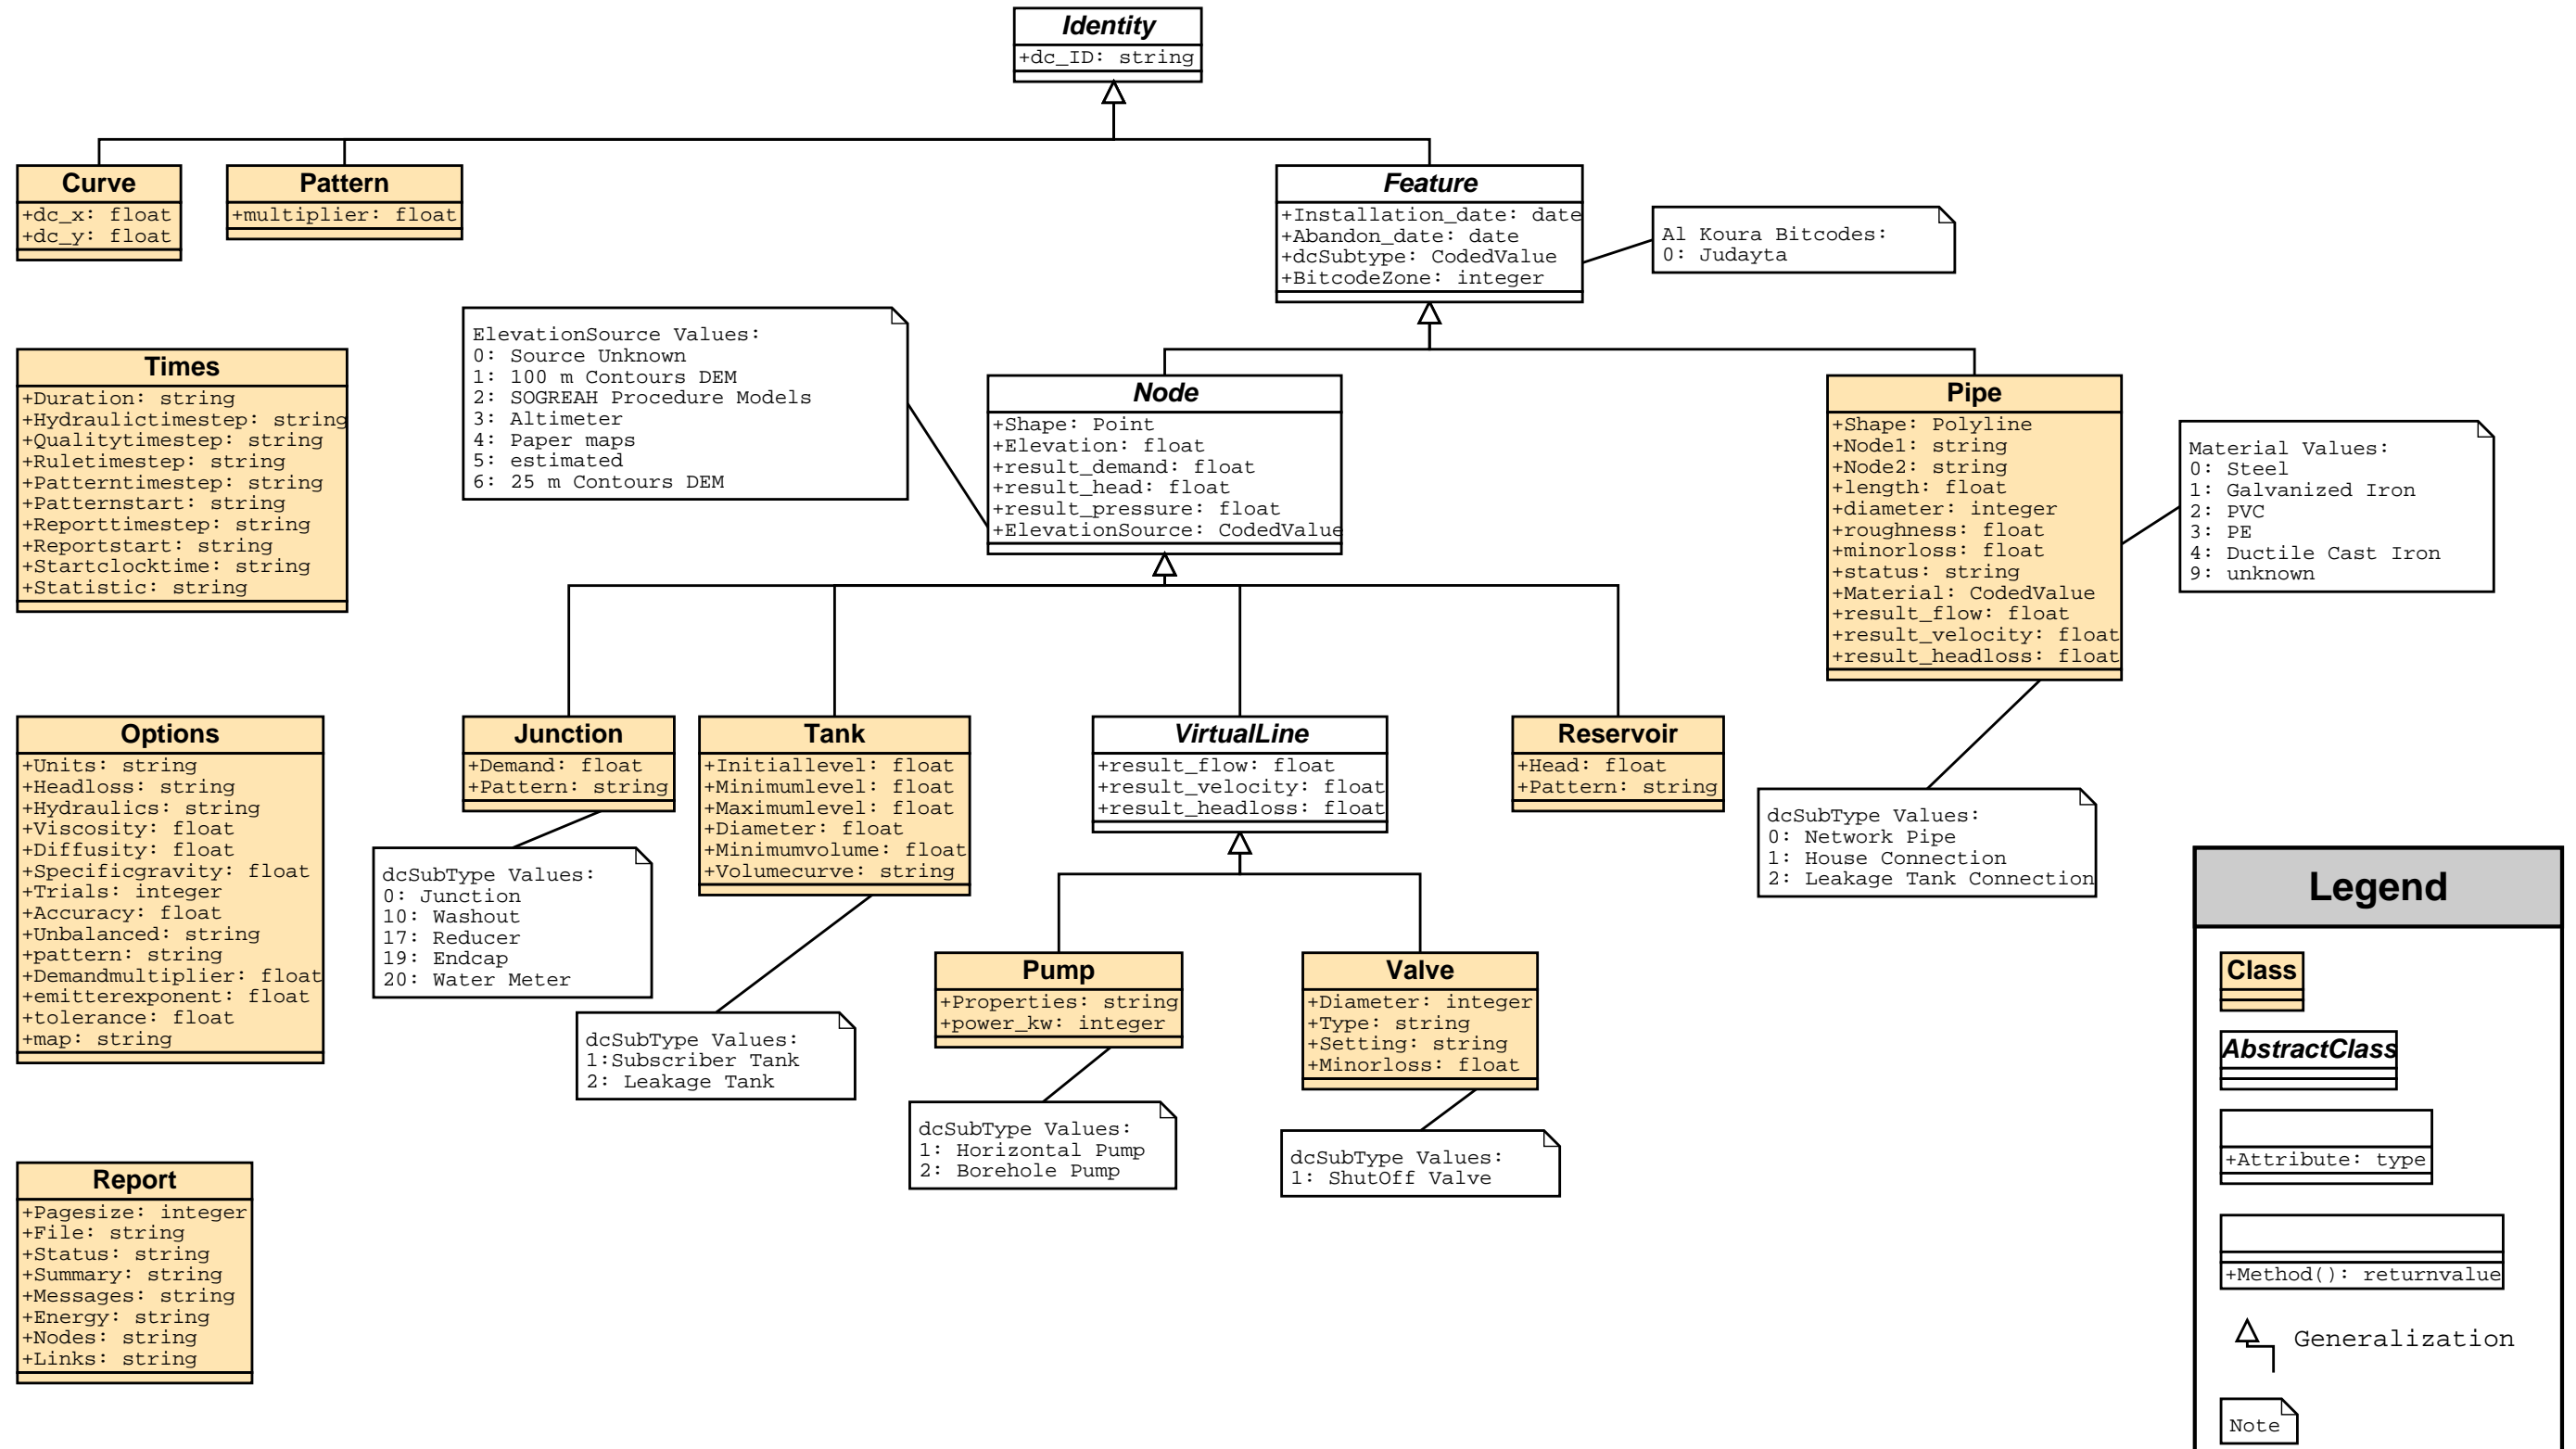 Identity
+dc_ID: string
Curve
+dc_x: float
+dc_y: float
Pattern
+multiplier: float
Feature
+Installation_date: date
+Abandon_date: date
+dcSubtype: CodedValue
+BitcodeZone: integer
Al Koura Bitcodes:
0: Judayta
Times
+Duration: string
+Hydraulictimestep: string
+Qualitytimestep: string
+Ruletimestep: string
+Patterntimestep: string
+Patternstart: string
+Reporttimestep: string
+Reportstart: string
+Startclocktime: string
+Statistic: string
ElevationSource Values:
0: Source Unknown
1: 100 m Contours DEM
2: SOGREAH Procedure Models
3: Altimeter
4: Paper maps
5: estimated
6: 25 m Contours DEM
Node
+Shape: Point
+Elevation: float
+result_demand: float
+result_head: float
+result_pressure: float
+ElevationSource: CodedValue
Pipe
+Shape: Polyline
+Node1: string
+Node2: string
+length: float
+diameter: integer
+roughness: float
+minorloss: float
+status: string
+Material: CodedValue
+result_flow: float
+result_velocity: float
+result_headloss: float
Material Values:
0: Steel
1: Galvanized Iron
2: PVC
3: PE
4: Ductile Cast Iron
9: unknown
Options
+Units: string
+Headloss: string
+Hydraulics: string
+Viscosity: float
+Diffusity: float
+Specificgravity: float
+Trials: integer
+Accuracy: float
+Unbalanced: string
+pattern: string
+Demandmultiplier: float
+emitterexponent: float
+tolerance: float
+map: string
Junction
+Demand: float
+Pattern: string
Tank
+Initiallevel: float
+Minimumlevel: float
+Maximumlevel: float
+Diameter: float
+Minimumvolume: float
+Volumecurve: string
VirtualLine
+result_flow: float
+result_velocity: float
+result_headloss: float
Reservoir
+Head: float
+Pattern: string
dcSubType Values:
0: Network Pipe
1: House Connection
2: Leakage Tank Connection
dcSubType Values:
0: Junction
10: Washout
17: Reducer
19: Endcap
20: Water Meter
dcSubType Values:
1:Subscriber Tank
2: Leakage Tank
Pump
+Properties: string
+power_kw: integer
Valve
+Diameter: integer
+Type: string
+Setting: string
+Minorloss: float
dcSubType Values:
1: Horizontal Pump
2: Borehole Pump
dcSubType Values:
1: ShutOff Valve
Report
+Pagesize: integer
+File: string
+Status: string
+Summary: string
+Messages: string
+Energy: string
+Nodes: string
+Links: string
Legend
Class
AbstractClass
+Attribute: type
+Method(): returnvalue
Generalization
Note